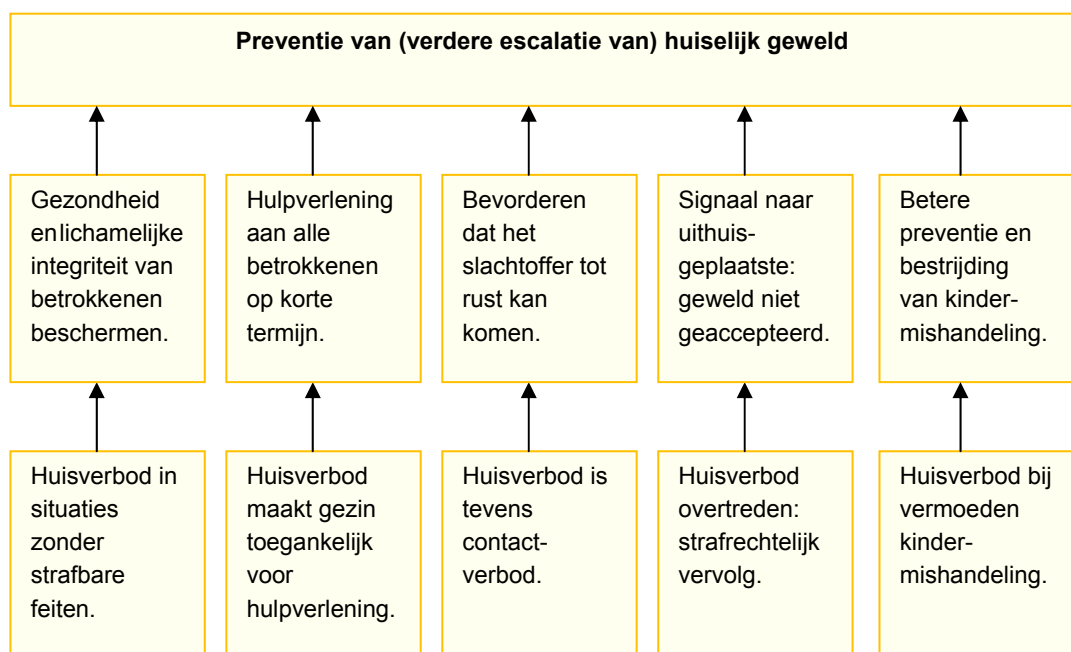 Preventie van (verdere escalatie van) huiselijk geweld
Gezondheid
enlichamelijke
integriteit van
betrokkenen
beschermen.
Hulpverlening
aan alle
betrokkenen
op korte
termijn.
Bevorderen
dat het
slachtoffer tot
rust kan
komen.
Signaal naar
uithuis-
geplaatste:
geweld niet
geaccepteerd.
Betere
preventie en
bestrijding
van kinder-
mishandeling.
Huisverbod in
situaties
zonder
strafbare
feiten.
Huisverbod
maakt gezin
toegankelijk
voor
hulpverlening.
Huisverbod is
tevens
contact-
verbod.
Huisverbod
overtreden:
strafrechtelijk
vervolg.
Huisverbod bij
vermoeden
kinder-
mishandeling.